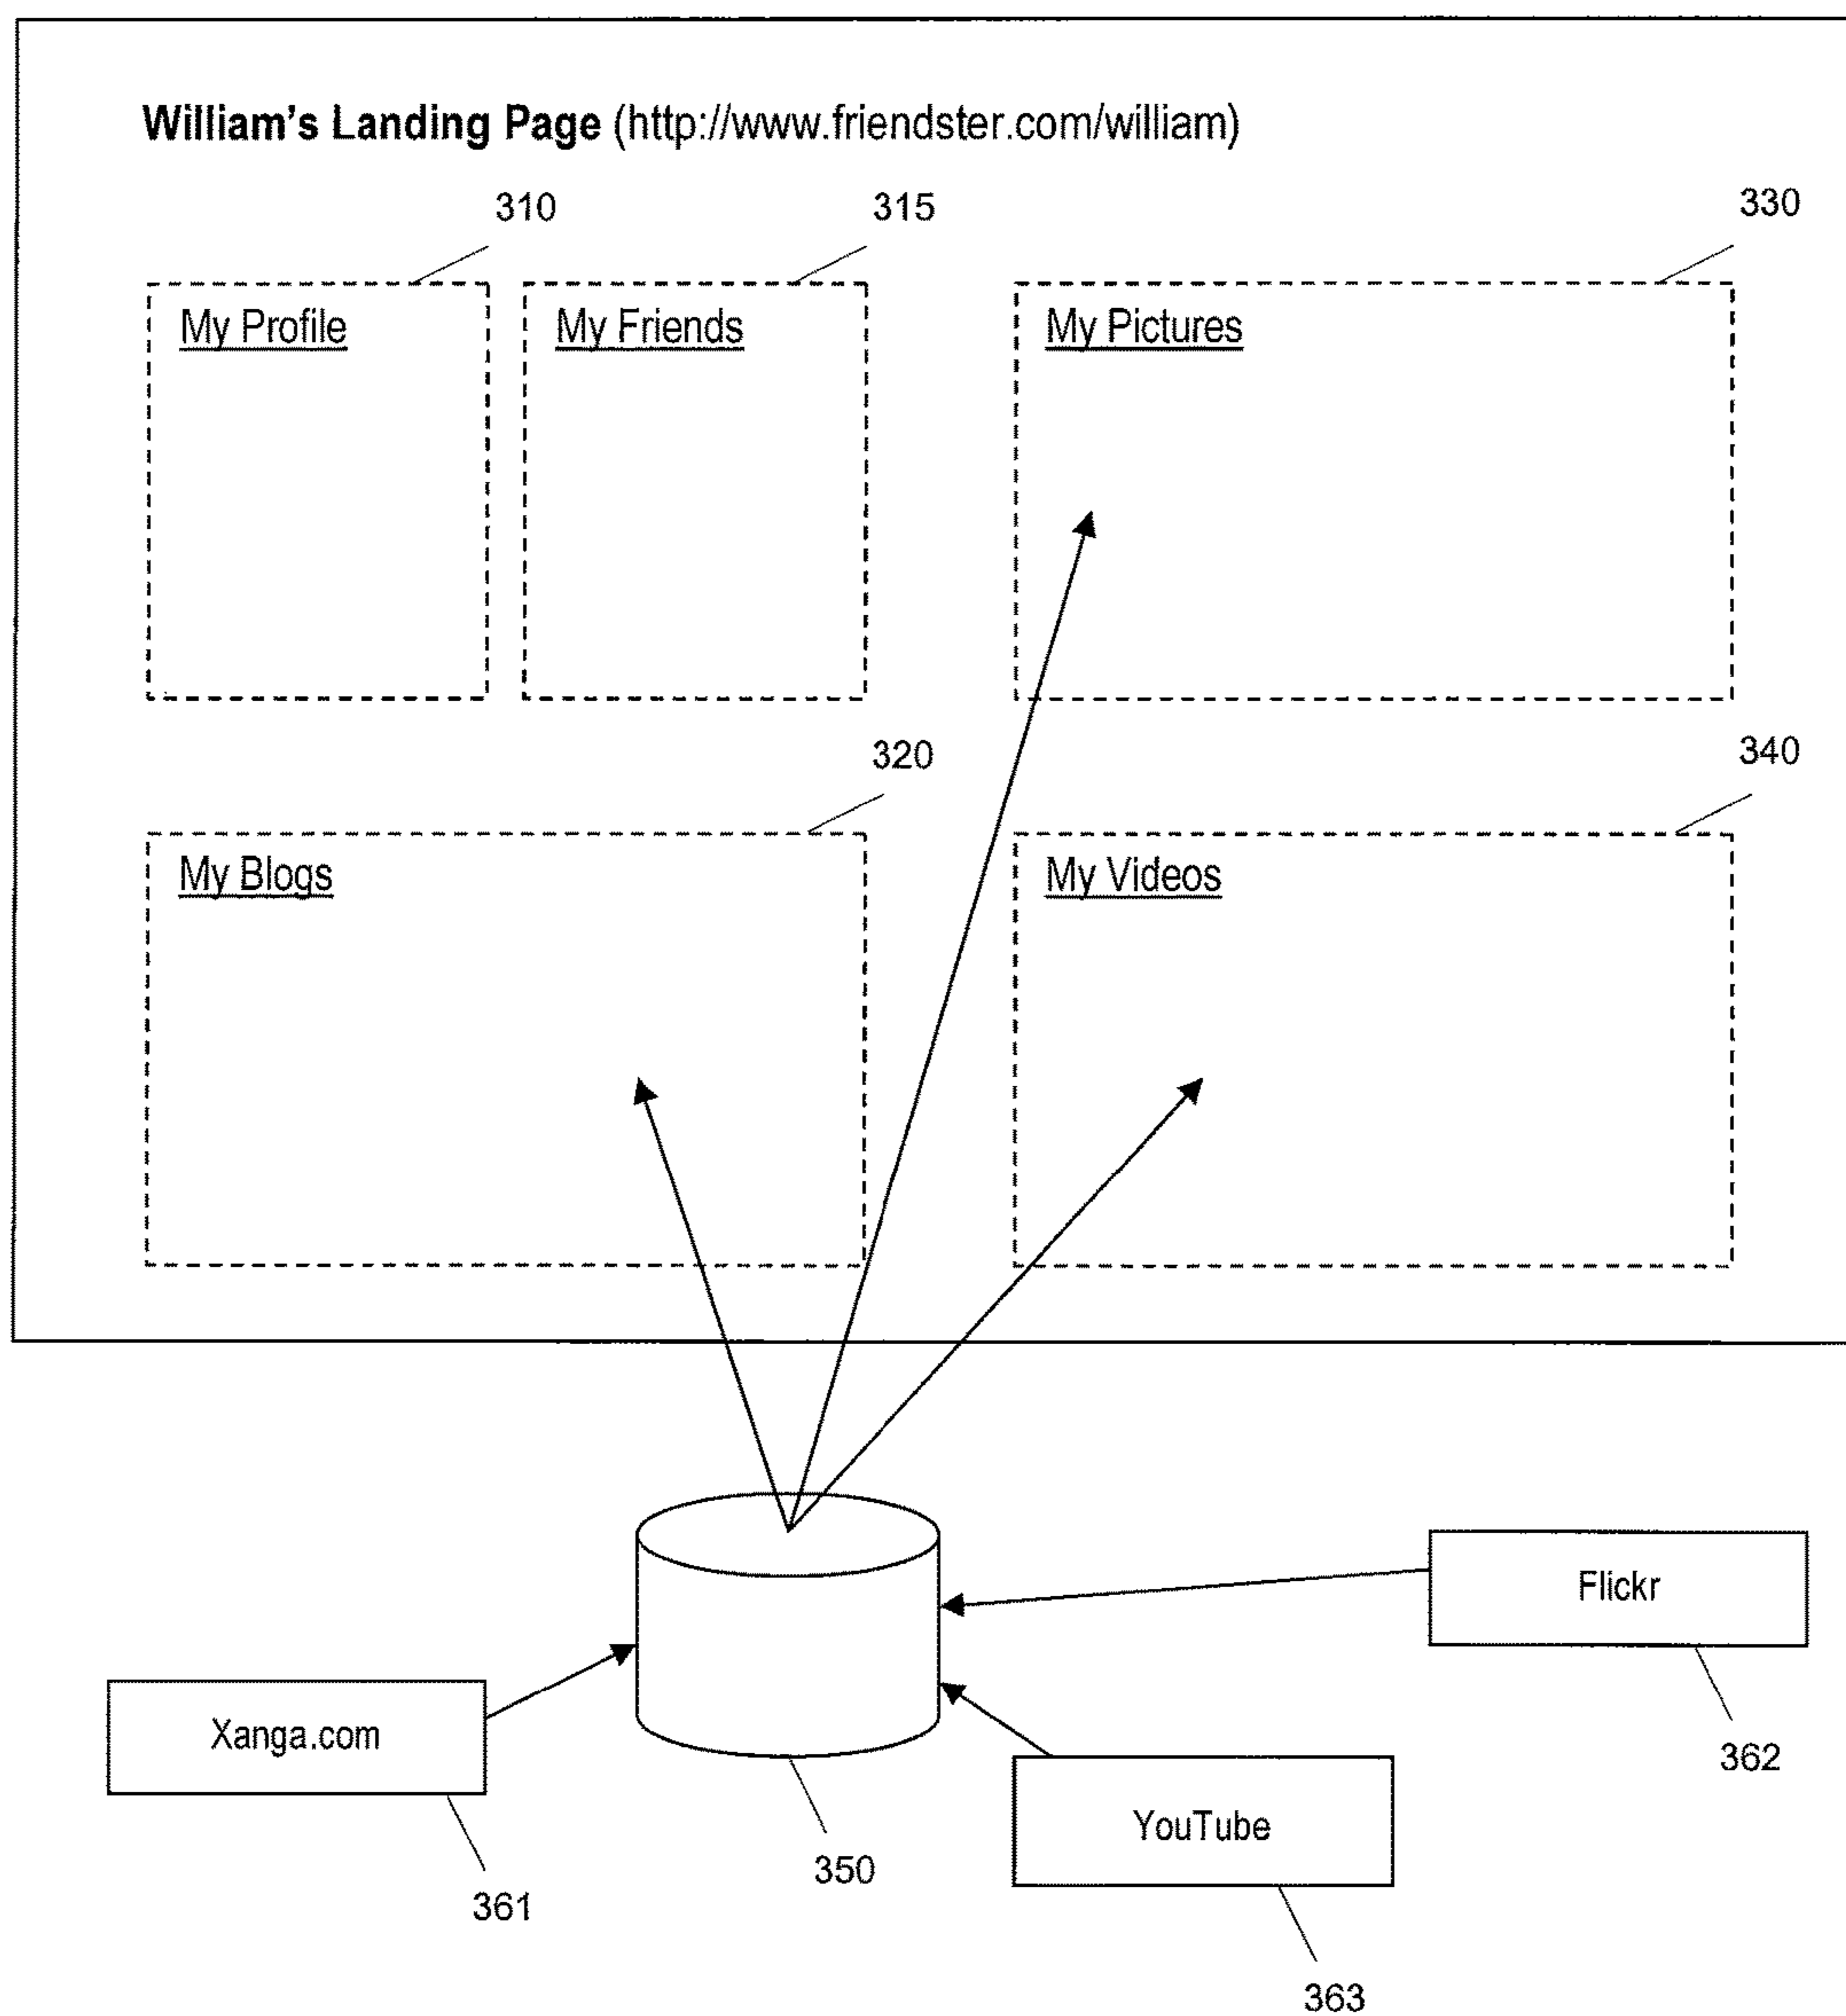 William's Landing Page (http://www.friendster.com/william)
310
315
330
My Profile
My Friends
My Pictures
320
340
My Blogs
My Videos
Flickr
362
Xanga.com
361
350
YouTube
363